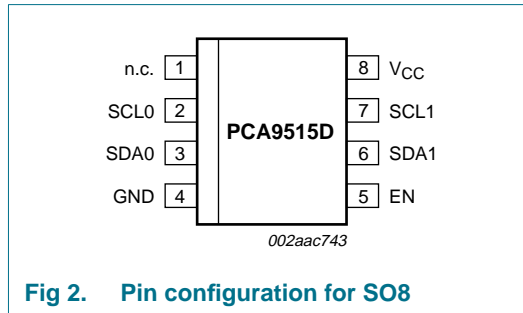 n.c. 1 8 VCC
SCL0 2 7 SCL1
PCA9515D
SDA0 3 6 SDA1
GND 4 5 EN
002aac743
Fig 2. Pin configuration for SO8